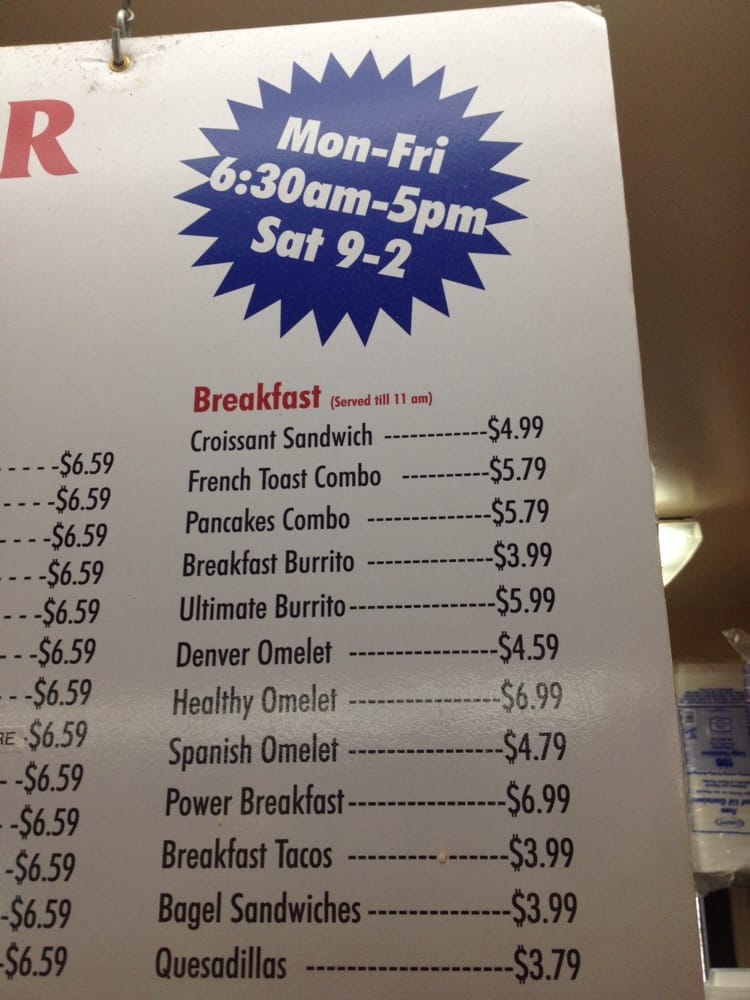 R
Mon-Fri
6:30am-5pm
Sat 9-2
- - - -$6.59
- - - -$6.59
- - - -$6.59
- - - -$6.59
- - -$6.59
- - -$6.59
- - -$6.59
RE -$6.59
- -$6.59
- -$6.59
-$6.59
-$6.59
-$6.59
Breakfast (Served till 11 am)
Croissant Sandwich ------------$4.99
French Toast Combo ----------$5.79
Pancakes Combo --------------$5.79
Breakfast Burrito --------------$3.99
Ultimate Burrito----------------$5.99
Denver Omelet ----------------$4.59
Healthy Omelet ----------------$6.99
Spanish Omelet ----------------$4.79
Power Breakfast----------------$6.99
Breakfast Tacos ----------------$3.99
Bagel Sandwiches --------------$3.99
Quesadillas --------------------$3.79
100